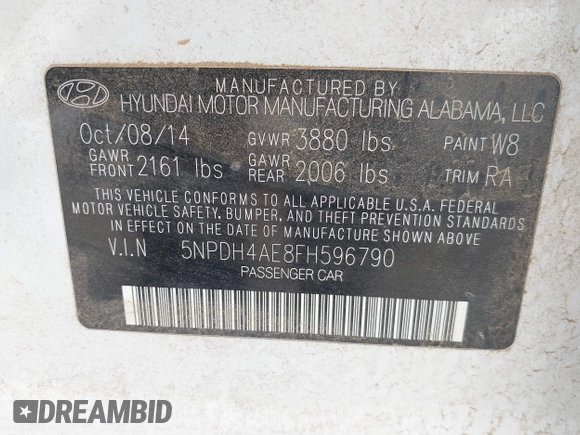 MANUFACTURED BY
HYUNDAI MOTOR MANUFACTURING ALABAMA, LLC
Oct/08/14 GVWR 3880 lbs PAINT W8
GAWR FRONT 2161 lbs GAWR REAR 2006 lbs TRIM RA
THIS VEHICLE CONFORMS TO ALL APPLICABLE U.S.A. FEDERAL
MOTOR VEHICLE SAFETY, BUMPER, AND THEFT PREVENTION STANDARDS
IN EFFECT ON THE DATE OF MANUFACTURE SHOWN ABOVE
V.I.N 5NPDH4AE8FH596790
PASSENGER CAR
DREAMBID